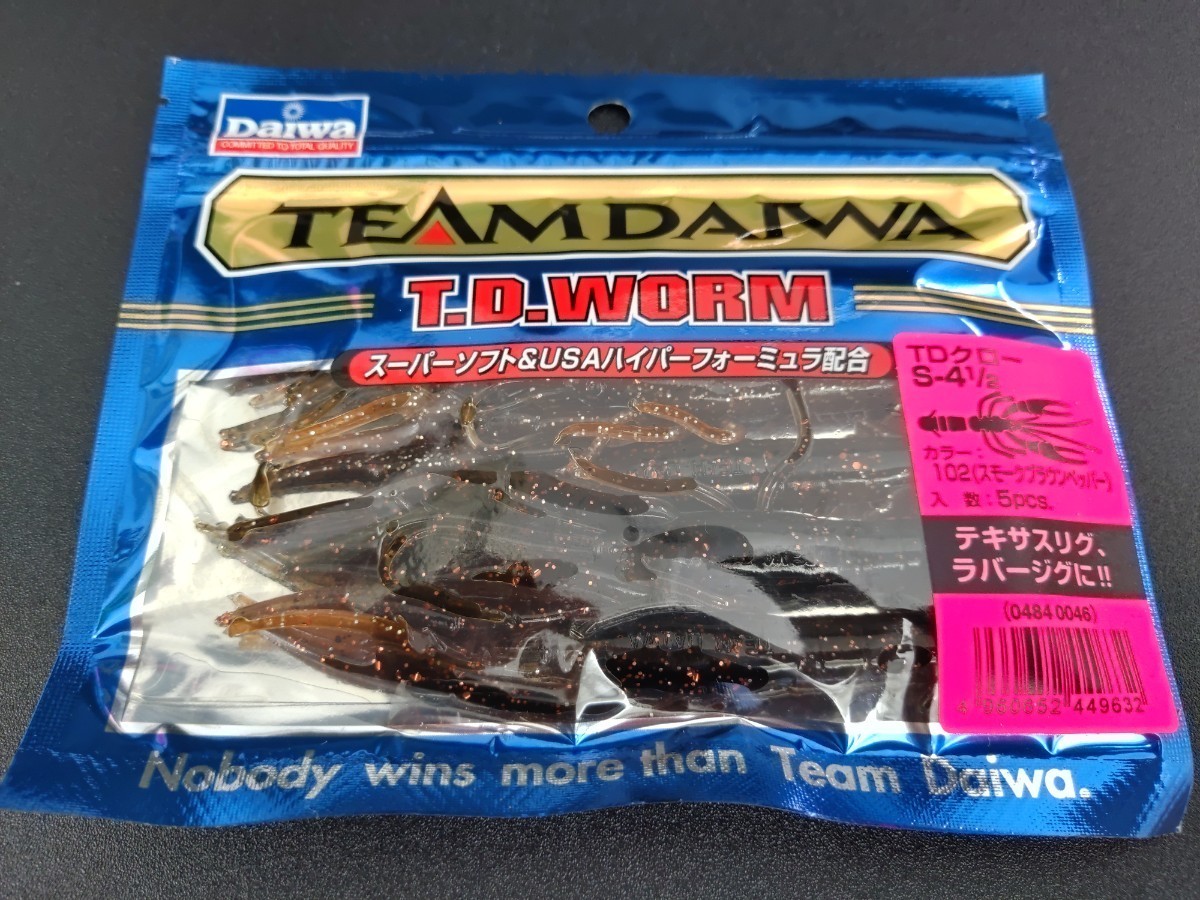 Daiwa
COMMITTED TO TOTAL QUALITY
TEAMDAIWA
T.D.WORM
スーパーソフト&USAハイパーフォーミュラ配合
TDクロー
S-4½
カラー:
102(スモークブラウンペッパー)
入 数:5pcs.
テキサスリグ、
ラバージグに!!
(0484 0046)
449632
Nobody wins more than Team Daiwa.